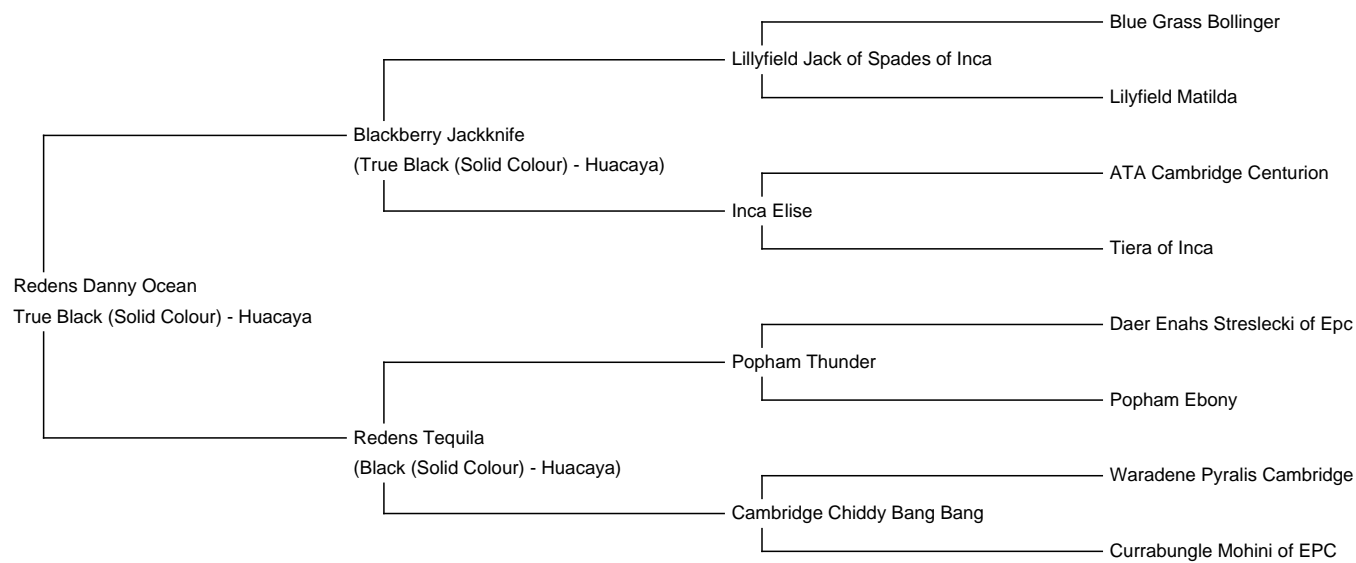 Blue Grass Bollinger
Lillyfield Jack of Spades of Inca
Lilyfield Matilda
Blackberry Jackknife
(True Black (Solid Colour) - Huacaya)
ATA Cambridge Centurion
Inca Elise
Tiera of Inca
Redens Danny Ocean
True Black (Solid Colour) - Huacaya
Daer Enahs Streslecki of Epc
Popham Thunder
Popham Ebony
Redens Tequila
(Black (Solid Colour) - Huacaya)
Waradene Pyralis Cambridge
Cambridge Chiddy Bang Bang
Currabungle Mohini of EPC